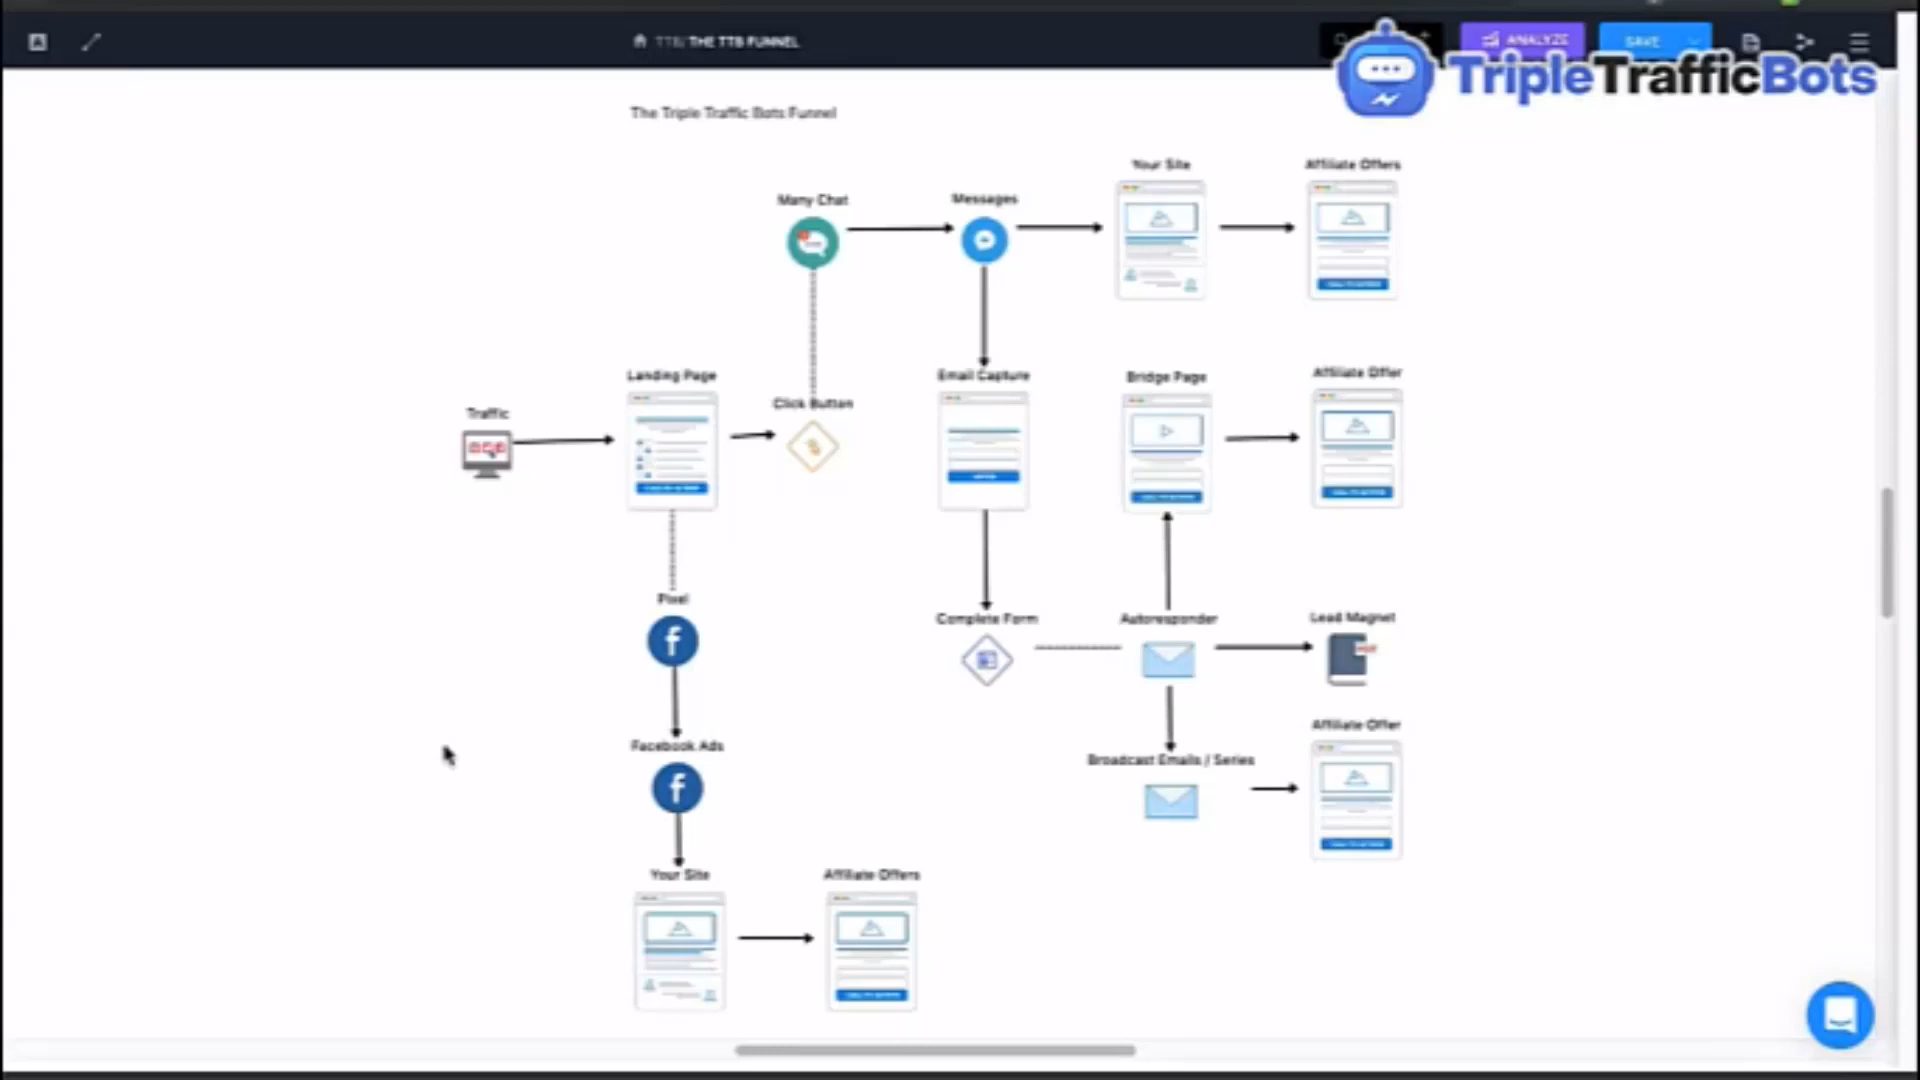 TTB/ THE TTB FUNNEL
ANALYZE
SAVE
TripleTrafficBots
The Triple Traffic Bots Funnel
Your Site
Affiliate Offers
Many Chat
Messages
Landing Page
Email Capture
Bridge Page
Affiliate Offer
Click Button
Traffic
Pixel
Complete Form
Autoresponder
Lead Magnet
Facebook Ads
Affiliate Offer
Broadcast Emails / Series
Your Site
Affiliate Offers